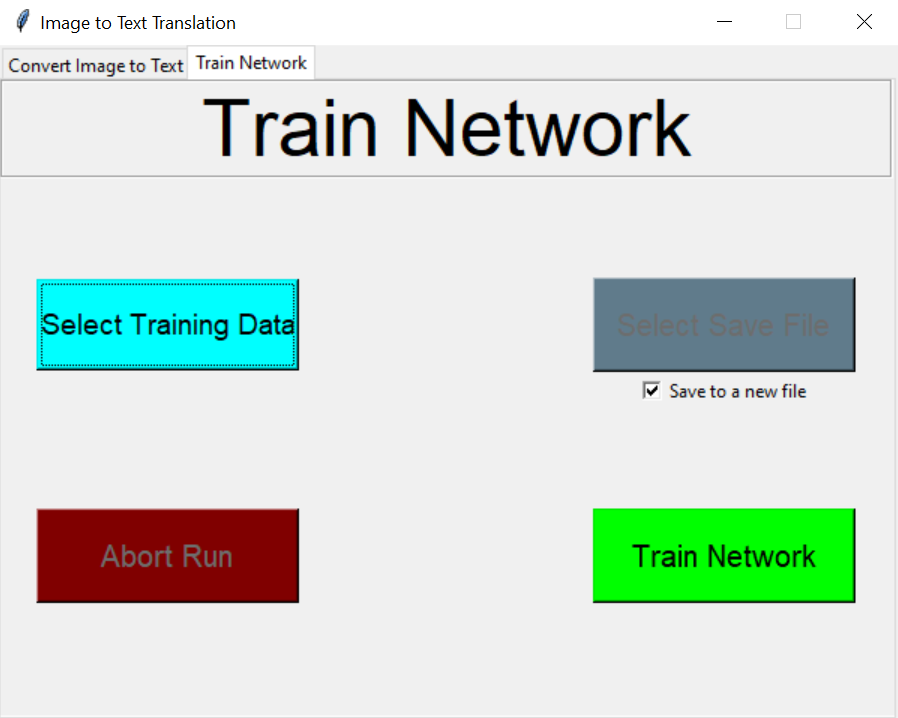 Image to Text Translation
Convert Image to Text
Train Network
Train Network
Select Training Data
Select Save File
Save to a new file
Abort Run
Train Network